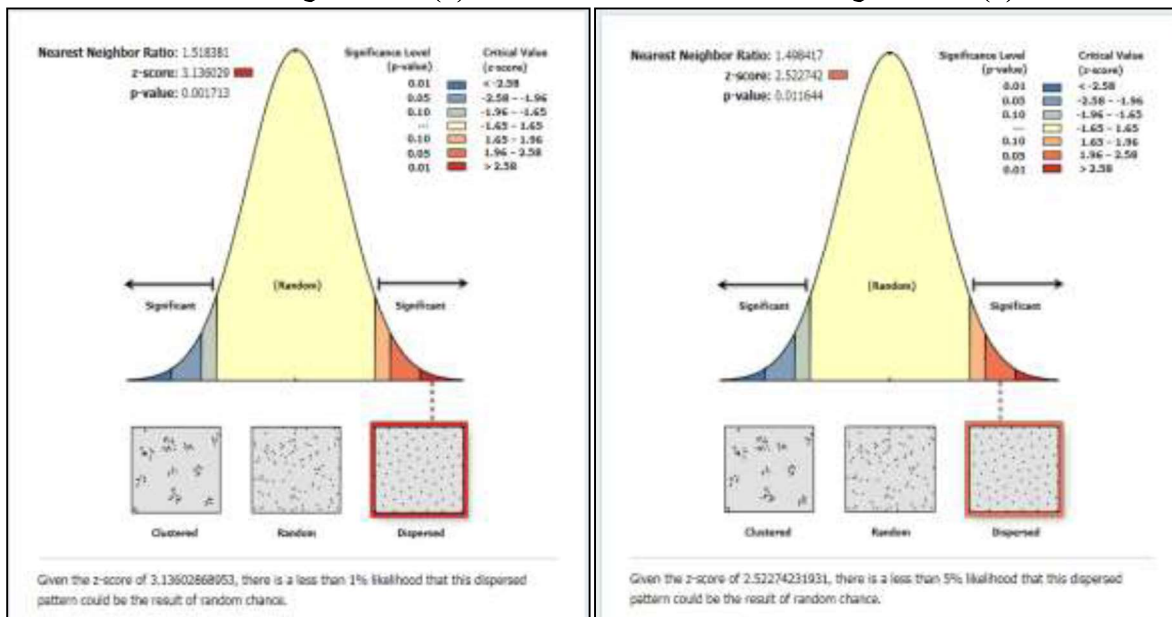 Nearest Neighbor Ratio: 1.518381
z-score: 3.136029
p-value: 0.001713
Significance Level
(p-value)
Critical Value
(z-score)
0.01 < -2.58
0.05 -2.58 - -1.96
0.10 -1.96 - -1.65
... -1.65 - 1.65
0.10 1.65 - 1.96
0.05 1.96 - 2.58
0.01 > 2.58
Significant
(Random)
Significant
Clustered
Random
Dispersed
Given the z-score of 3.13602868953, there is a less than 1% likelihood that this dispersed
pattern could be the result of random chance.
Nearest Neighbor Ratio: 1.498417
z-score: 2.522742
p-value: 0.011644
Significance Level
(p-value)
Critical Value
(z-score)
0.01 < -2.58
0.05 -2.58 - -1.96
0.10 -1.96 - -1.65
... -1.65 - 1.65
0.10 1.65 - 1.96
0.05 1.96 - 2.58
0.01 > 2.58
Significant
(Random)
Significant
Clustered
Random
Dispersed
Given the z-score of 2.52274231931, there is a less than 5% likelihood that this dispersed
pattern could be the result of random chance.